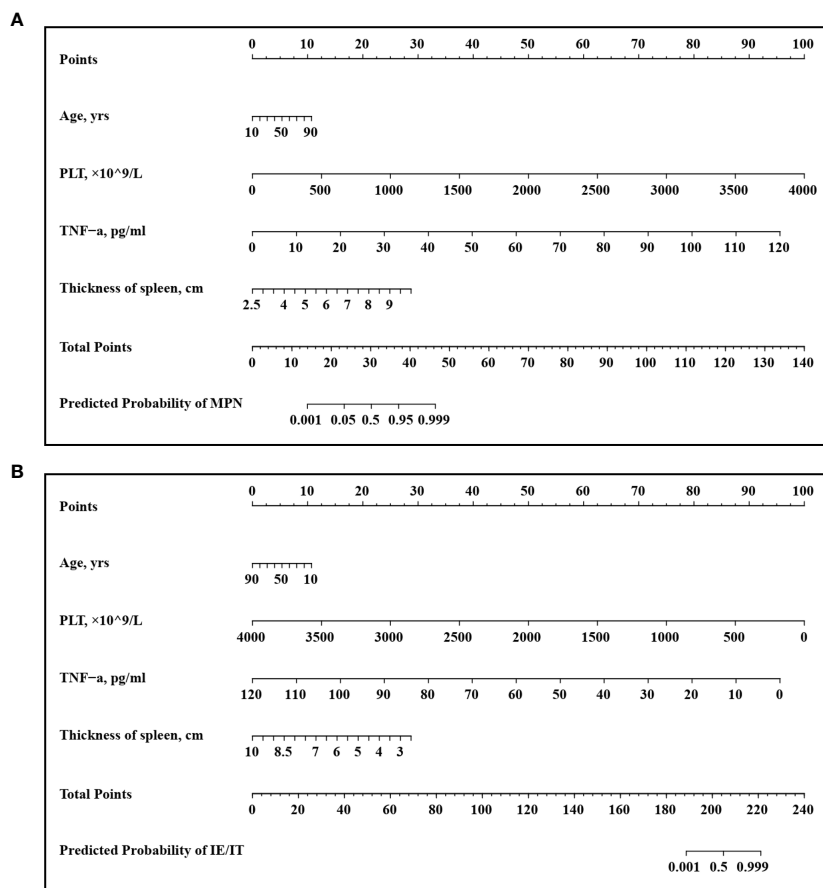 A
0 10 20 30 40 50 60 70 80 90 100
Points
Age, yrs
10 50 90
PLT, ×10^9/L
0 500 1000 1500 2000 2500 3000 3500 4000
TNF−a, pg/ml
0 10 20 30 40 50 60 70 80 90 100 110 120
Thickness of spleen, cm
2.5 4 5 6 7 8 9
Total Points
0 10 20 30 40 50 60 70 80 90 100 110 120 130 140
Predicted Probability of MPN
0.001 0.05 0.5 0.95 0.999
B
0 10 20 30 40 50 60 70 80 90 100
Points
Age, yrs
90 50 10
PLT, ×10^9/L
4000 3500 3000 2500 2000 1500 1000 500 0
TNF−a, pg/ml
120 110 100 90 80 70 60 50 40 30 20 10 0
Thickness of spleen, cm
10 8.5 7 6 5 4 3
Total Points
0 20 40 60 80 100 120 140 160 180 200 220 240
Predicted Probability of IE/IT
0.001 0.5 0.999